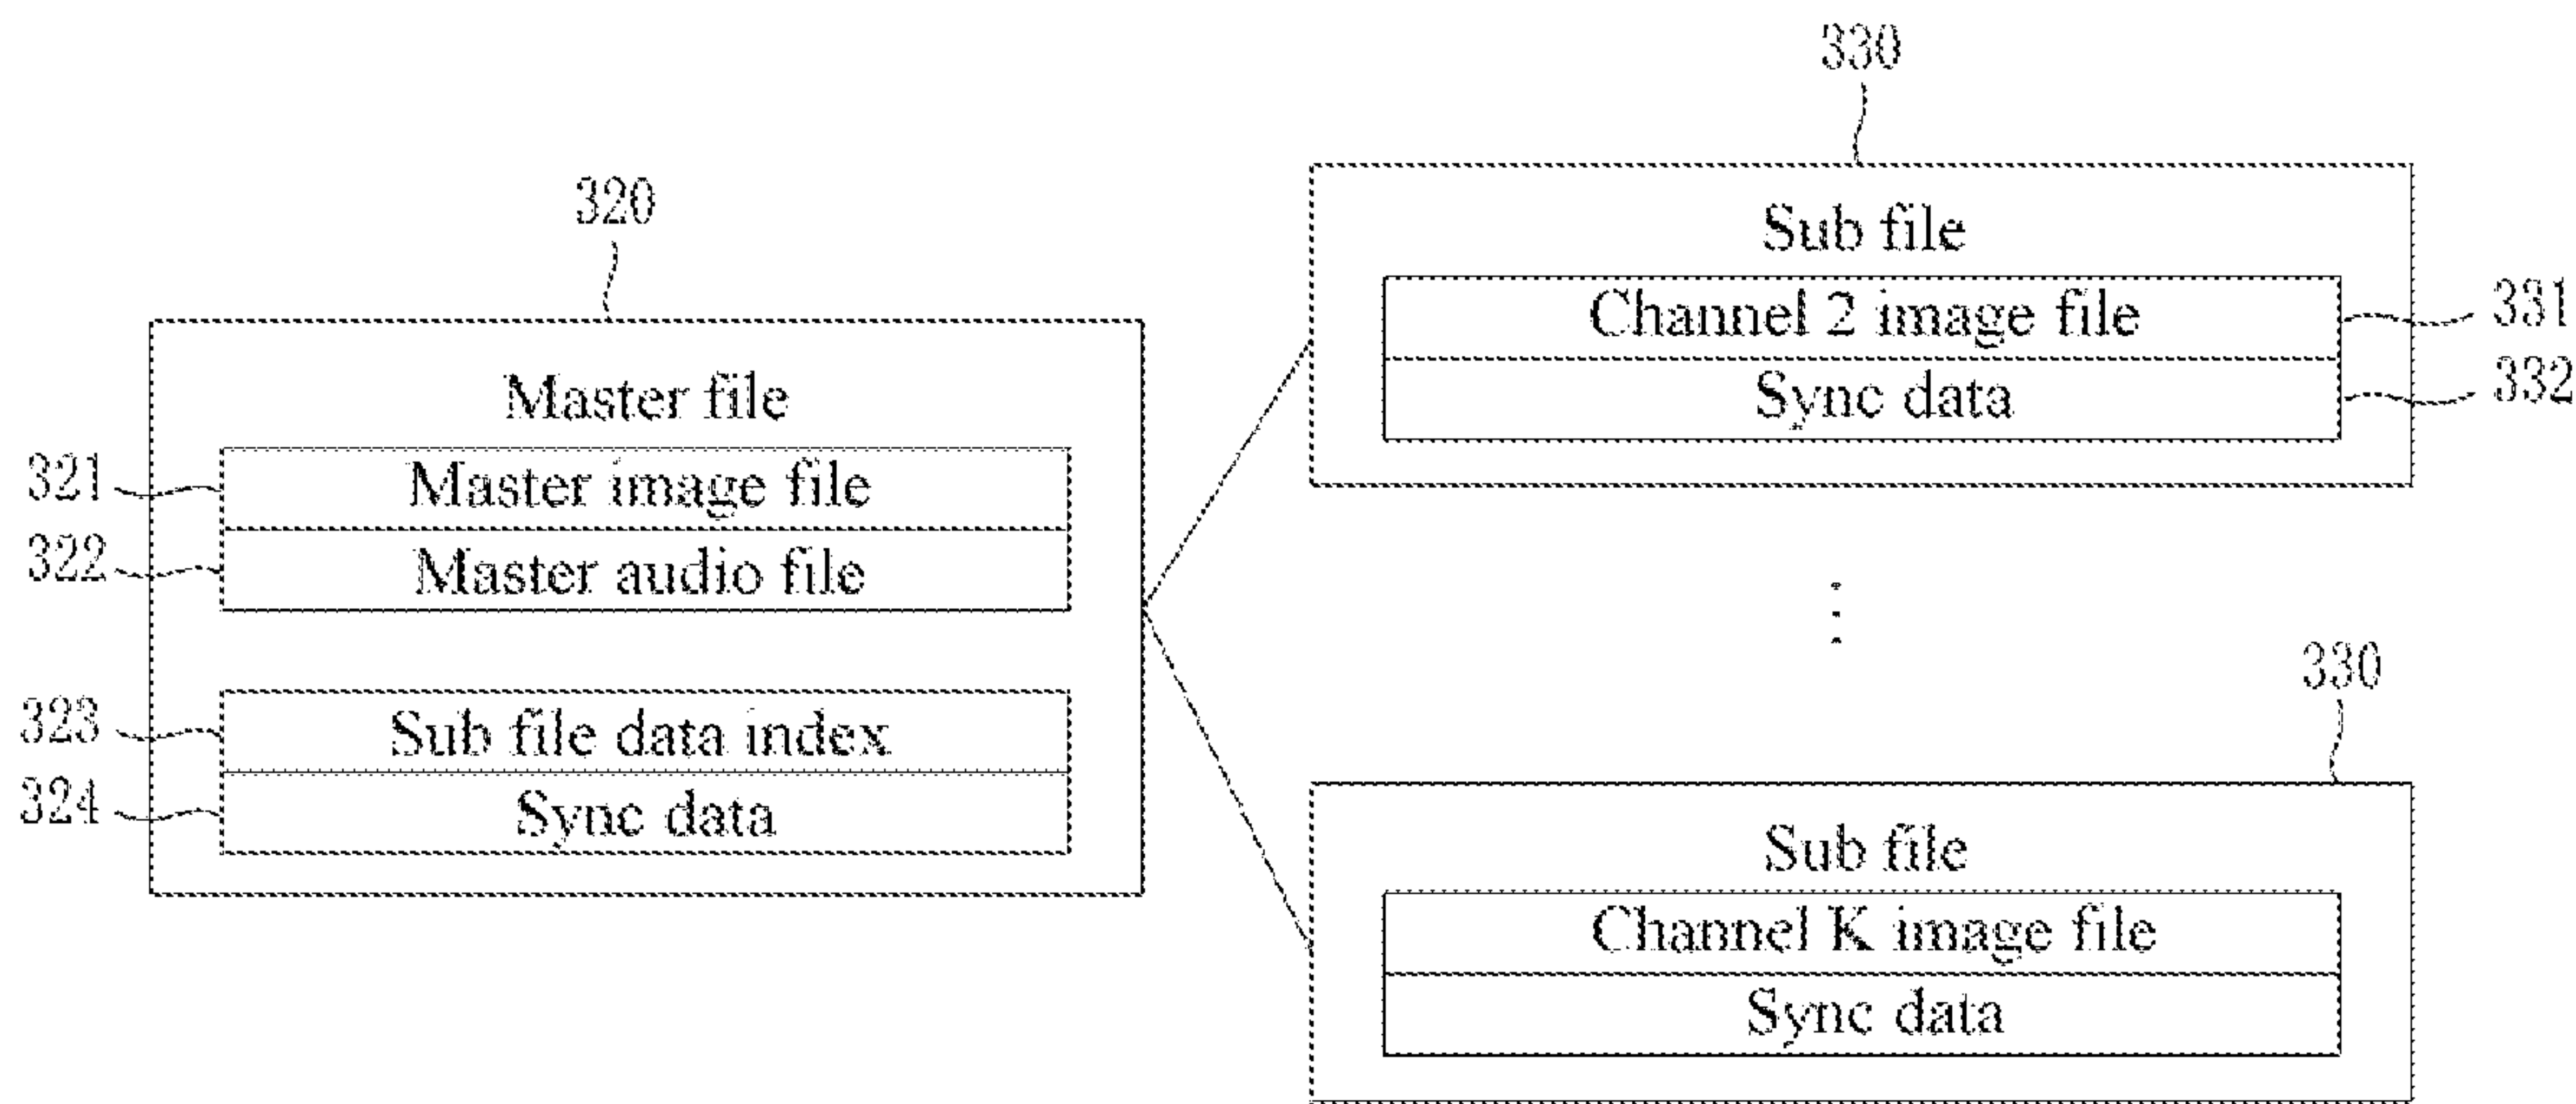 320
Master file
321
Master image file
322
Master audio file
323
Sub file data index
324
Sync data
330
Sub file
Channel 2 image file
331
Sync data
332
330
Sub file
Channel K image file
Sync data